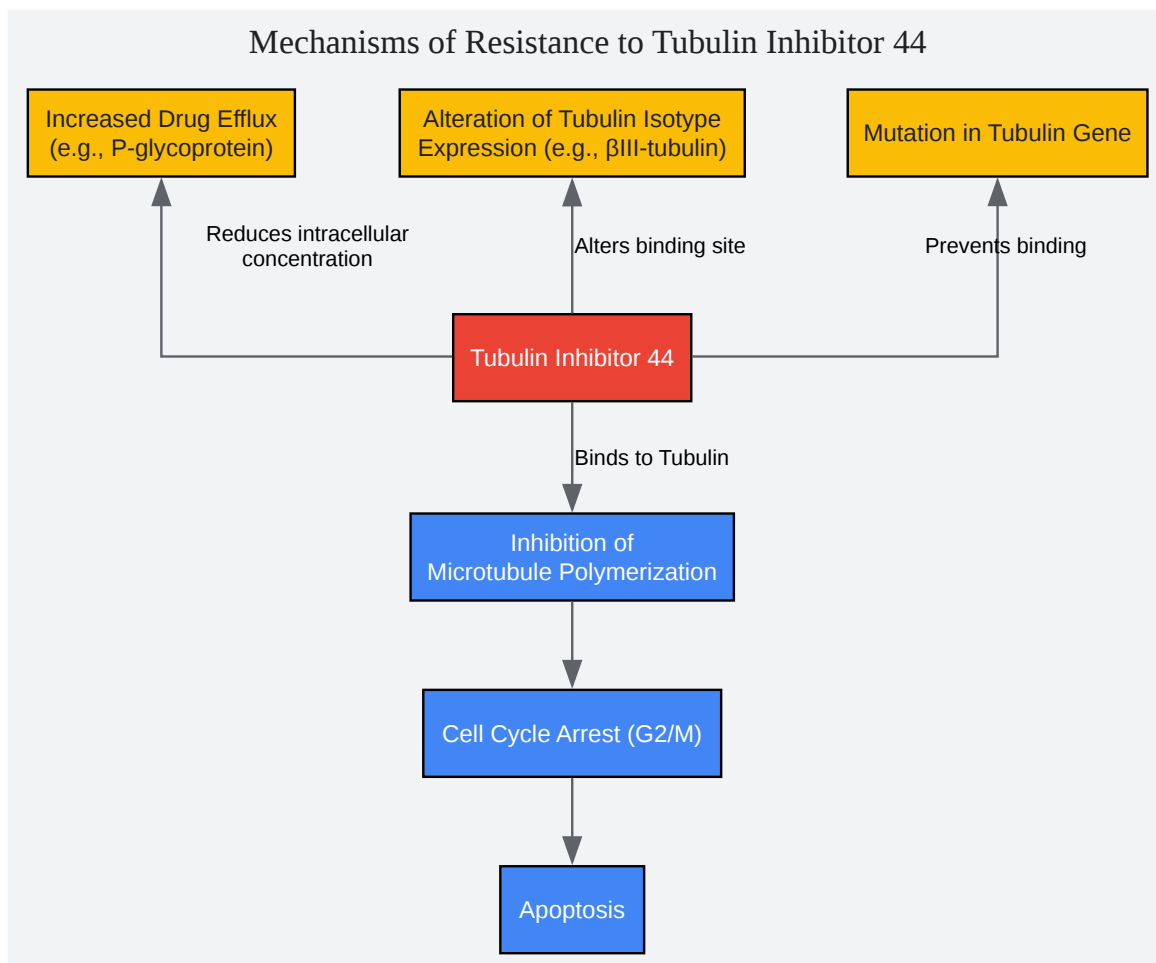 Mechanisms of Resistance to Tubulin Inhibitor 44
Increased Drug Efflux
(e.g., P-glycoprotein)
Alteration of Tubulin Isotype
Expression (e.g., βIII-tubulin)
Mutation in Tubulin Gene
Reduces intracellular
concentration
Alters binding site
Prevents binding
Tubulin Inhibitor 44
Binds to Tubulin
Inhibition of
Microtubule Polymerization
Cell Cycle Arrest (G2/M)
Apoptosis